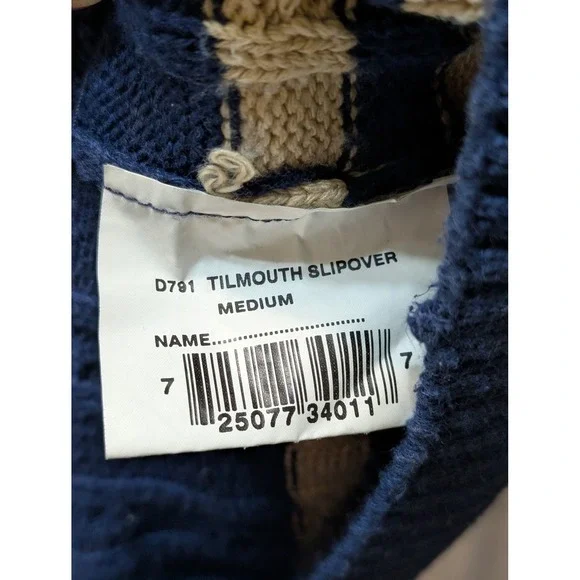 D791 TILMOUTH SLIPOVER
MEDIUM
NAME..............................
7 25077 34011 7